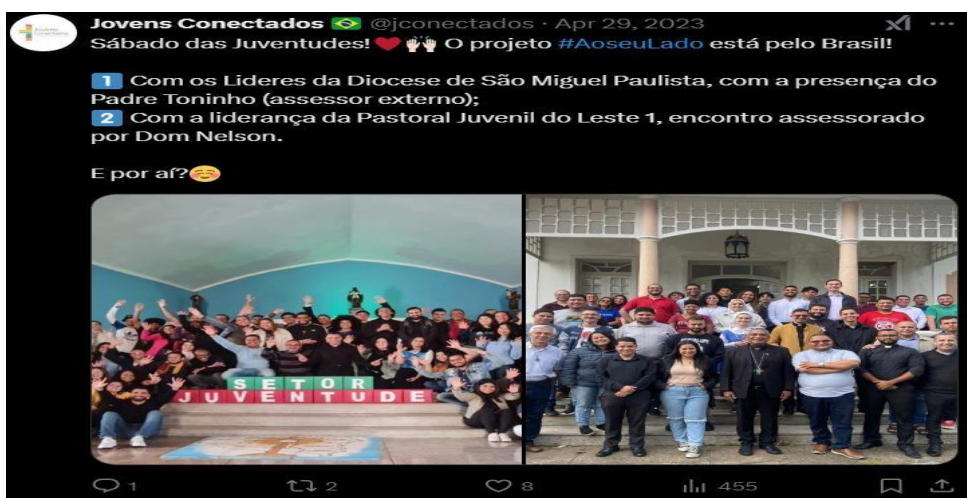 Jovens Conectados 🇧🇷 @jconectados · Apr 29, 2023
Sábado das Juventudes! ❤️ 🙌🏻 O projeto #AoseuLado está pelo Brasil!
1️⃣ Com os Lideres da Diocese de São Miguel Paulista, com a presença do
Padre Toninho (assessor externo);
2️⃣ Com a liderança da Pastoral Juvenil do Leste 1, encontro assessorado
por Dom Nelson.
E por aí?☺️
SETOR
JUVENTUDE
1 2 8 455